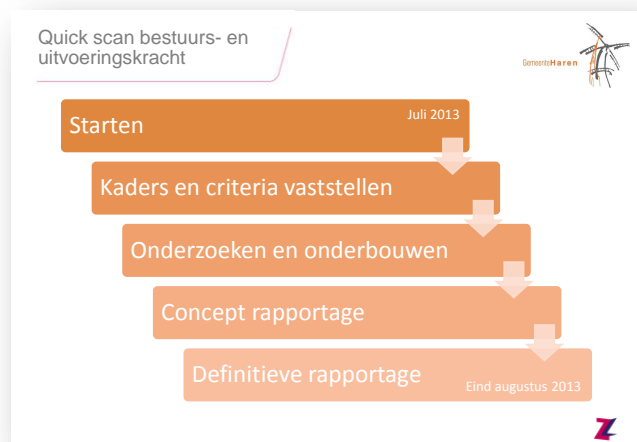 Quick scan bestuurs- en
uitvoeringskracht
GemeenteHaren
Starten
Juli 2013
Kaders en criteria vaststellen
Onderzoeken en onderbouwen
Concept rapportage
Definitieve rapportage
Eind augustus 2013
Z